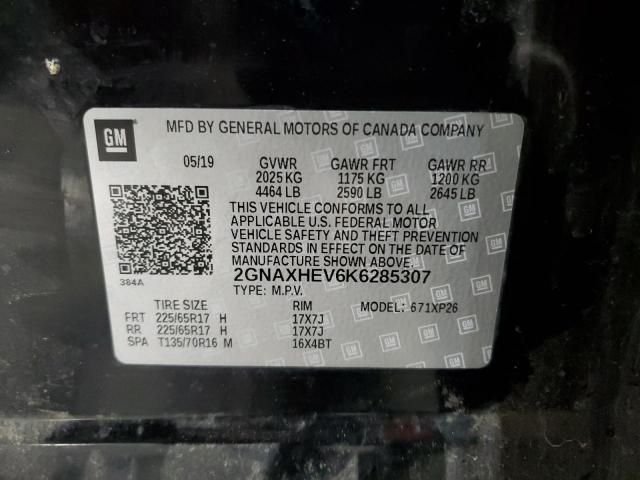 GM
MFD BY GENERAL MOTORS OF CANADA COMPANY
05/19 GVWR GAWR FRT GAWR RR
2025 KG 1175 KG 1200 KG
4464 LB 2590 LB 2645 LB
THIS VEHICLE CONFORMS TO ALL
APPLICABLE U.S. FEDERAL MOTOR
VEHICLE SAFETY AND THEFT PREVENTION
STANDARDS IN EFFECT ON THE DATE OF
MANUFACTURE SHOWN ABOVE.
384A
2GNAXHEV6K6285307
TYPE: M.P.V.
TIRE SIZE RIM MODEL: 671XP26
FRT 225/65R17 H 17X7J
RR 225/65R17 H 17X7J
SPA T135/70R16 M 16X4BT